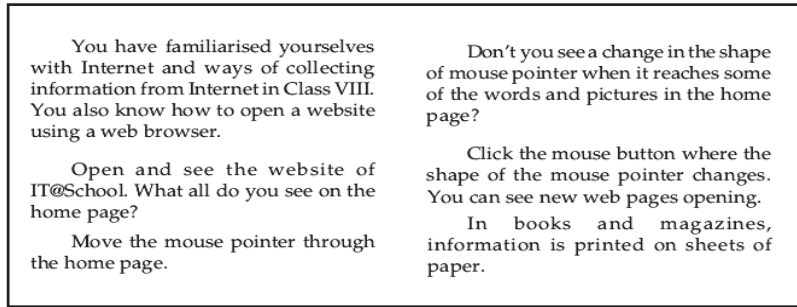 You have familiarised yourselves
with Internet and ways of collecting
information from Internet in Class VIII.
You also know how to open a website
using a web browser.
Open and see the website of
IT@School. What all do you see on the
home page?
Move the mouse pointer through
the home page.
Don't you see a change in the shape
of mouse pointer when it reaches some
of the words and pictures in the home
page?
Click the mouse button where the
shape of the mouse pointer changes.
You can see new web pages opening.
In books and magazines,
information is printed on sheets of
paper.